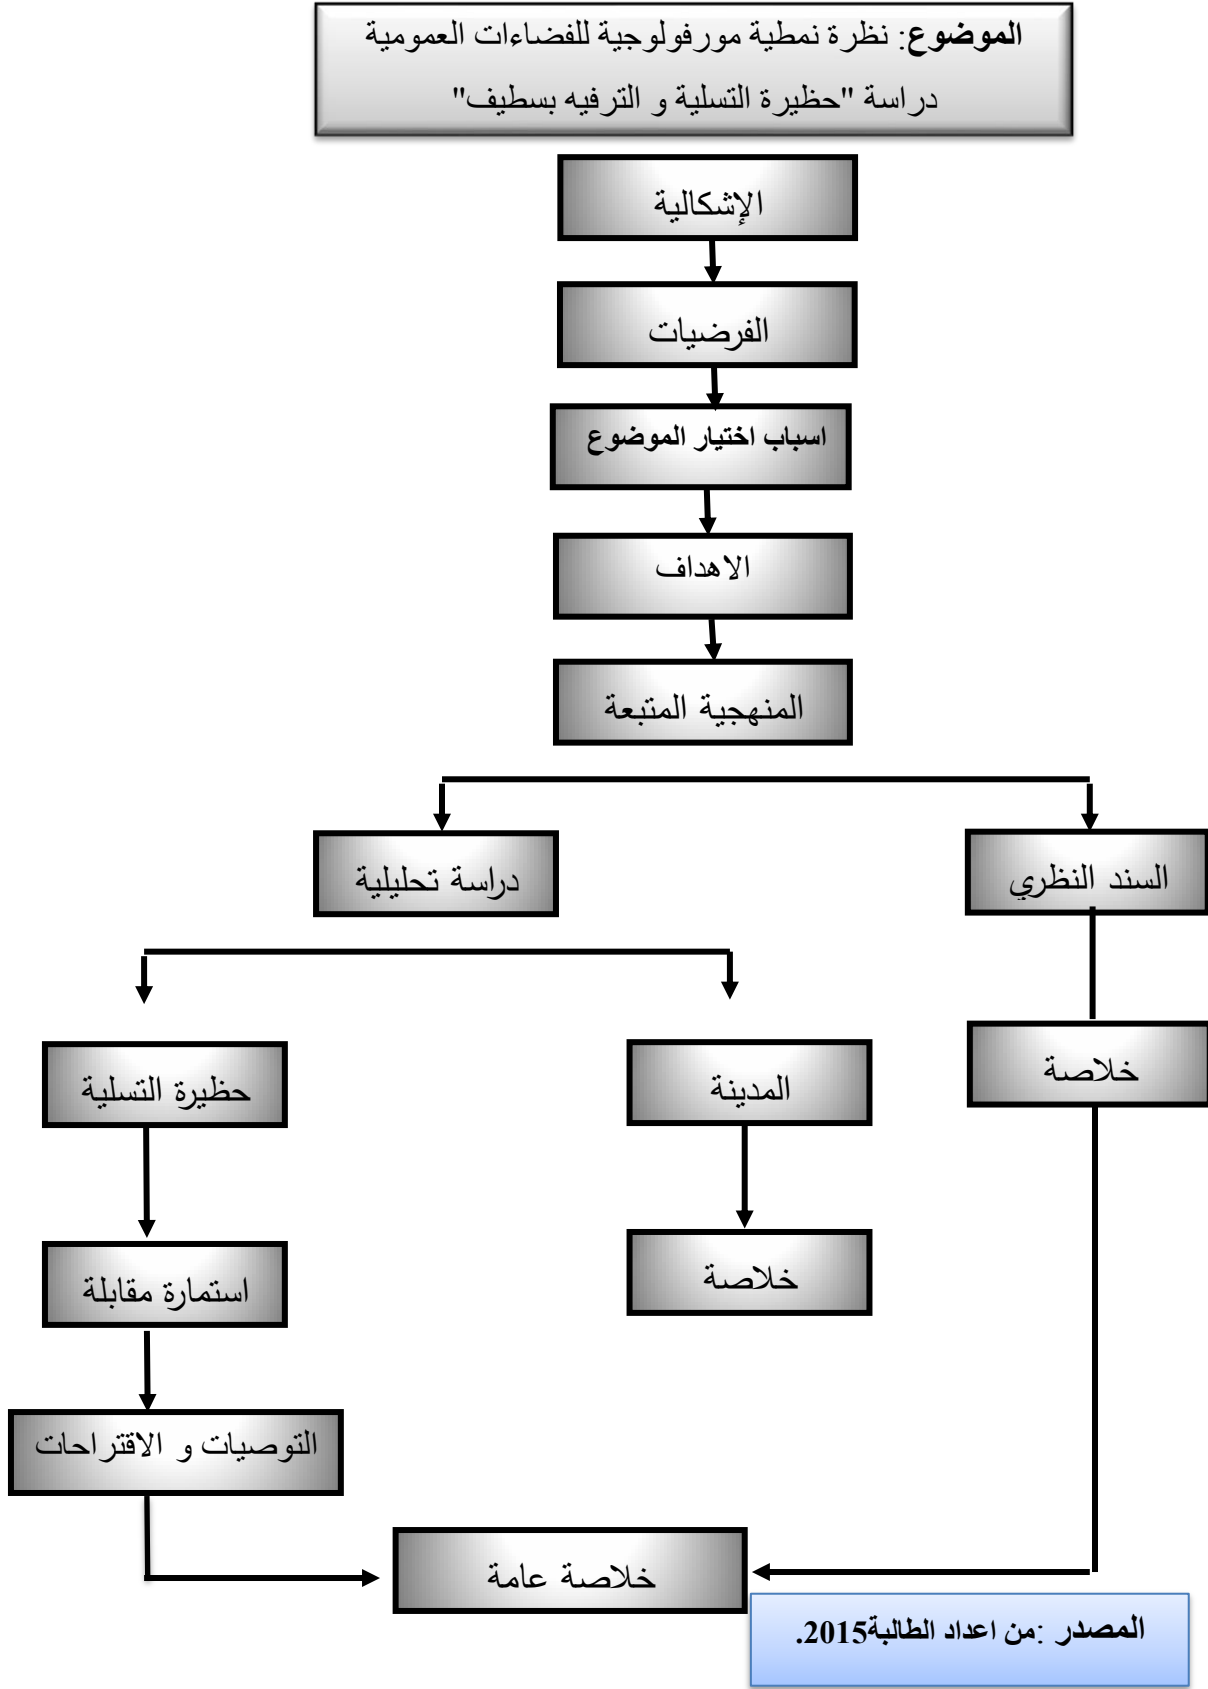 الموضوع: نظرة نمطية مورفولوجية للفضاءات العمومية
دراسة "حظيرة التسلية و الترفيه بسطيف"
الإشكالية
الفرضيات
اسباب اختيار الموضوع
الاهداف
المنهجية المتبعة
السند النظري
دراسة تحليلية
خلاصة
المدينة
حظيرة التسلية
خلاصة
استمارة مقابلة
التوصيات و الاقتراحات
خلاصة عامة
المصدر :من اعداد الطالبة2015.